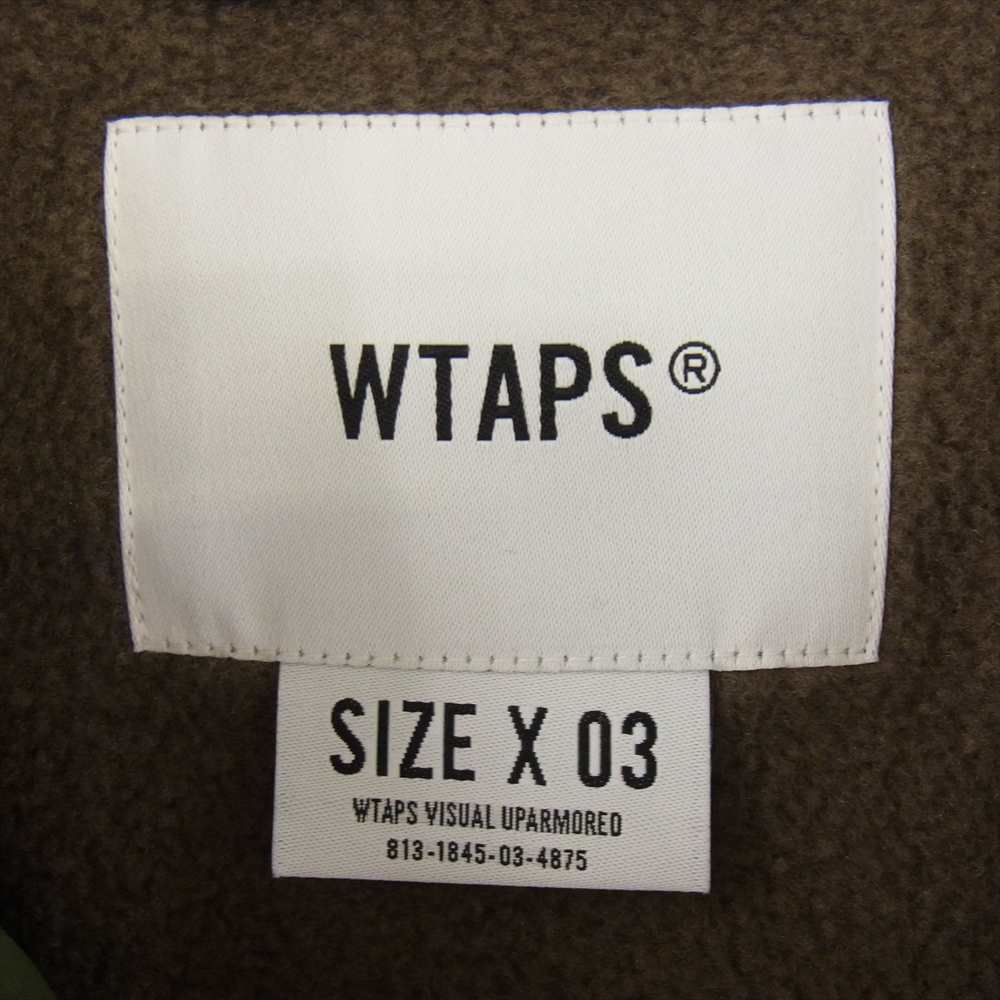 WTAPS®
SIZE X 03
WTAPS VISUAL UPARMORED
813-1845-03-4875